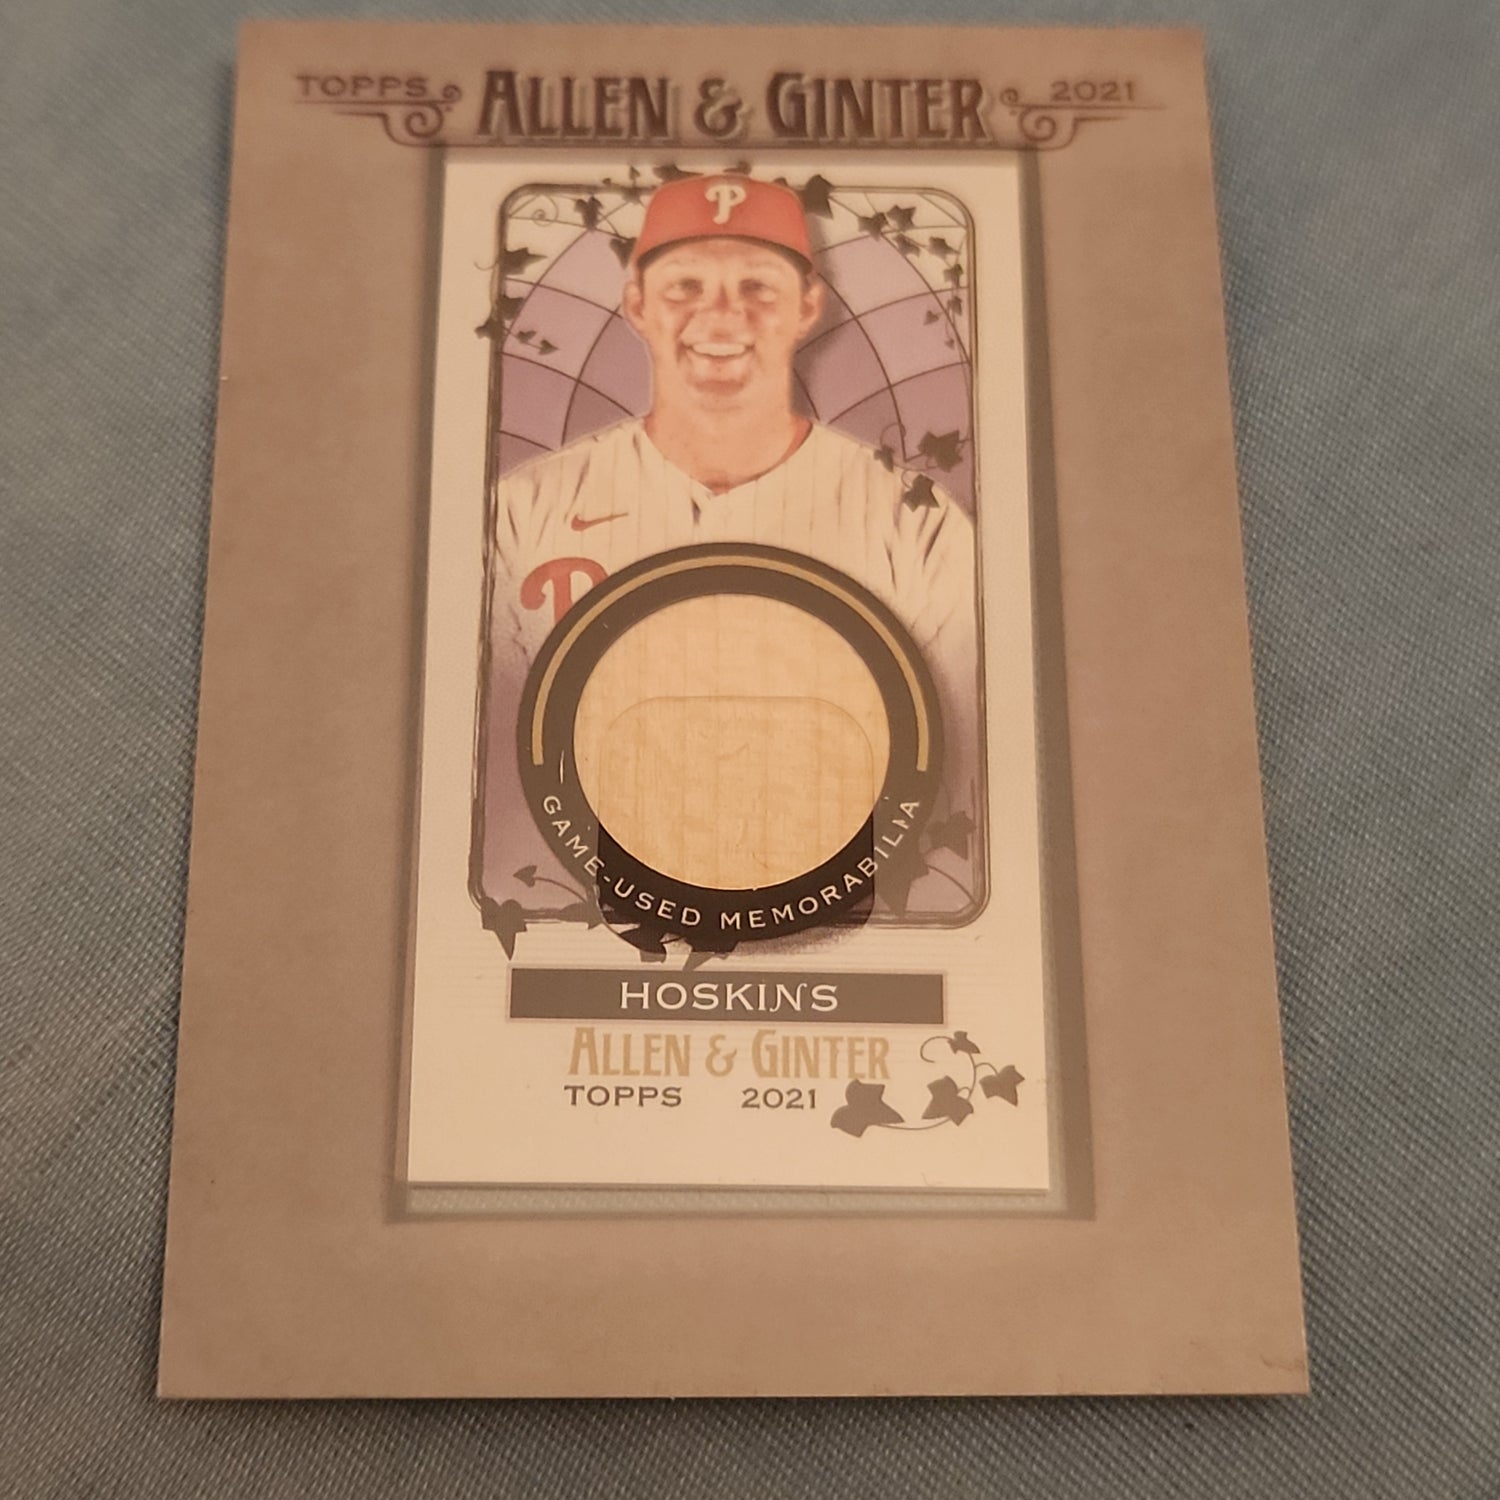 TOPPS ALLEN & GINTER 2021
P
P
GAME-USED MEMORABILIA
HOSKINS
ALLEN & GINTER
TOPPS 2021